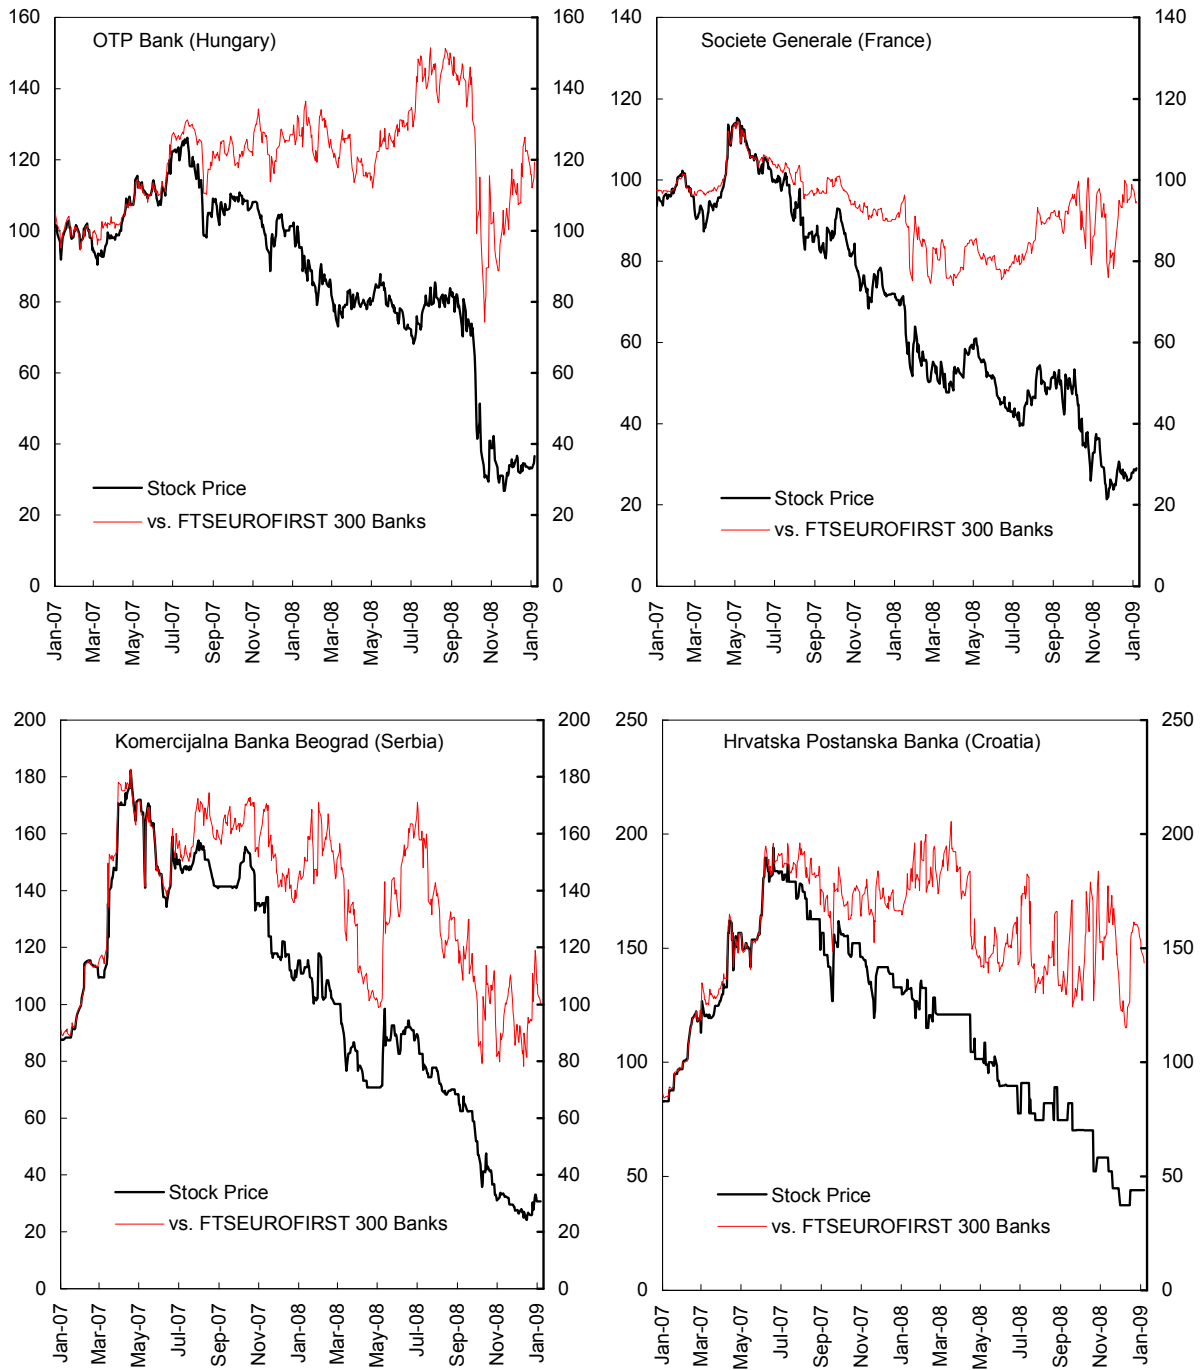 OTP Bank (Hungary)
160
140
120
100
80
60
40
20
0
160
140
120
100
80
60
40
20
0
Stock Price
vs. FTSEUROFIRST 300 Banks
Jan-07
Mar-07
May-07
Jul-07
Sep-07
Nov-07
Jan-08
Mar-08
May-08
Jul-08
Sep-08
Nov-08
Jan-09
Societe Generale (France)
140
120
100
80
60
40
20
0
140
120
100
80
60
40
20
0
Stock Price
vs. FTSEUROFIRST 300 Banks
Jan-07
Mar-07
May-07
Jul-07
Sep-07
Nov-07
Jan-08
Mar-08
May-08
Jul-08
Sep-08
Nov-08
Jan-09
Komercijalna Banka Beograd (Serbia)
200
180
160
140
120
100
80
60
40
20
0
200
180
160
140
120
100
80
60
40
20
0
Stock Price
vs. FTSEUROFIRST 300 Banks
Jan-07
Mar-07
May-07
Jul-07
Sep-07
Nov-07
Jan-08
Mar-08
May-08
Jul-08
Sep-08
Nov-08
Jan-09
Hrvatska Postanska Banka (Croatia)
250
200
150
100
50
0
250
200
150
100
50
0
Stock Price
vs. FTSEUROFIRST 300 Banks
Jan-07
Mar-07
May-07
Jul-07
Sep-07
Nov-07
Jan-08
Mar-08
May-08
Jul-08
Sep-08
Nov-08
Jan-09